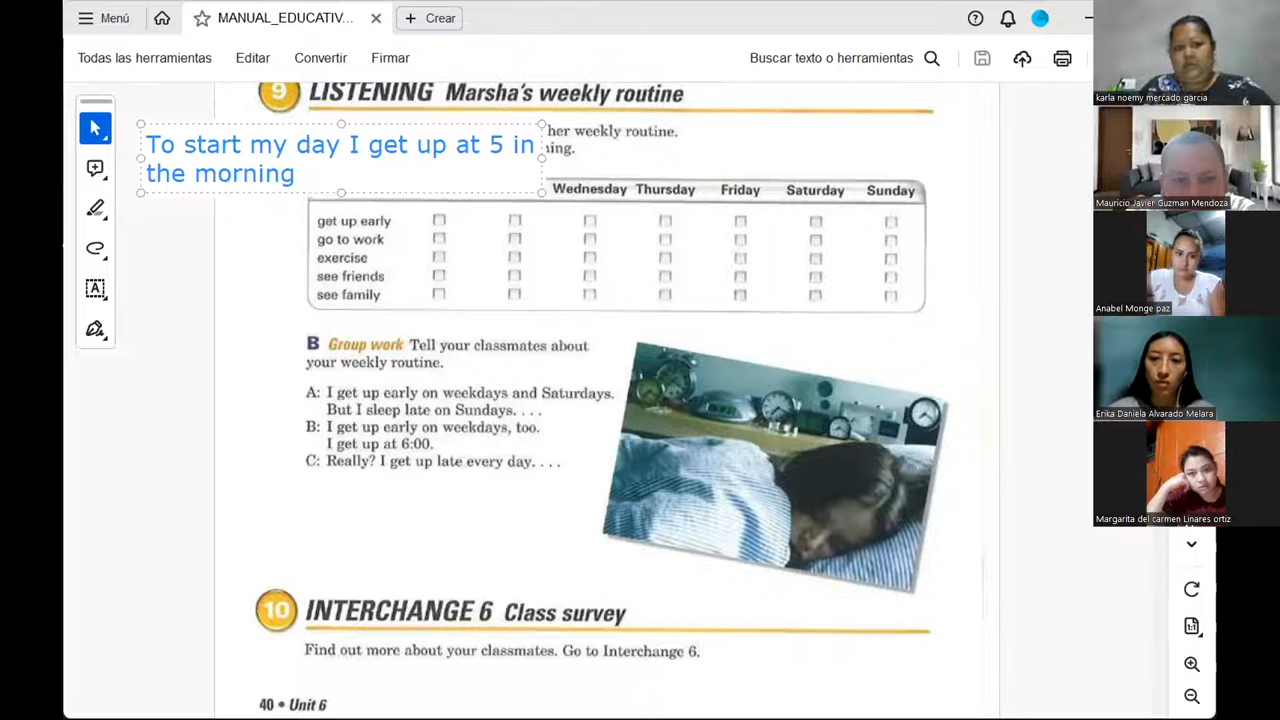 Menú
MANUAL_EDUCATIV...
Crear
Todas las herramientas
Editar
Convertir
Firmar
Buscar texto o herramientas
9 LISTENING Marsha's weekly routine
her weekly routine.
ning.
To start my day I get up at 5 in
the morning
Wednesday Thursday Friday Saturday Sunday
get up early
go to work
exercise
see friends
see family
B Group work Tell your classmates about
your weekly routine.
A: I get up early on weekdays and Saturdays.
But I sleep late on Sundays. . . .
B: I get up early on weekdays, too.
I get up at 6:00.
C: Really? I get up late every day. . . .
10 INTERCHANGE 6 Class survey
Find out more about your classmates. Go to Interchange 6.
40 • Unit 6
karla noemy mercado garcia
Mauricio Javier Guzman Mendoza
Anabel Monge paz
Erika Daniela Alvarado Melara
Margarita del carmen Linares ortiz